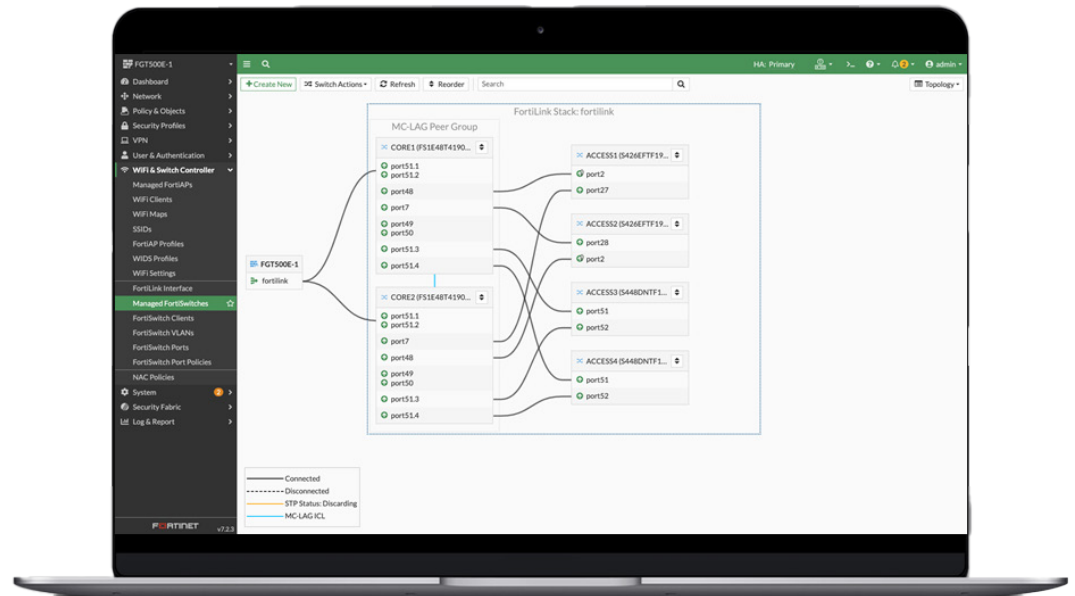 FGT500E-1
HA: Primary
admin
Dashboard
Network
Policy & Objects
Security Profiles
VPN
User & Authentication
WiFi & Switch Controller
Managed FortiAPs
WiFi Clients
WiFi Maps
SSIDs
FortiAP Profiles
WIDS Profiles
WiFi Settings
FortiLink Interface
Managed FortiSwitches
FortiSwitch Clients
FortiSwitch VLANs
FortiSwitch Ports
FortiSwitch Port Policies
NAC Policies
System 2
Security Fabric
Log & Report
FORTINET v7.2.3
+Create New Switch Actions Refresh Reorder Search Topology
FortiLink Stack: fortilink
MC-LAG Peer Group
FGT500E-1
fortilink
CORE1 (FS1E48T4190...
port51.1
port51.2
port48
port7
port49
port50
port51.3
port51.4
CORE2 (FS1E48T4190...
port51.1
port51.2
port7
port48
port49
port50
port51.3
port51.4
ACCESS1 (S426EFTF19...
port2
port27
ACCESS2 (S426EFTF19...
port28
port2
ACCESS3 (S448DNTF1...
port51
port52
ACCESS4 (S448DNTF1...
port51
port52
Connected
Disconnected
STP Status: Discarding
MC-LAG ICL